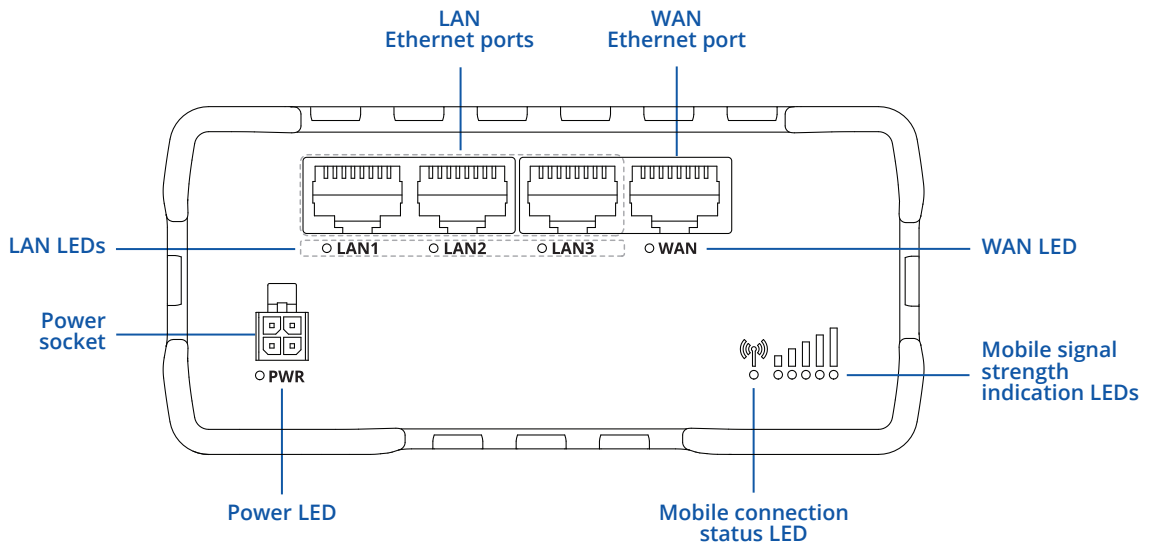 LAN
Ethernet ports
WAN
Ethernet port
LAN LEDs
LAN1
LAN2
LAN3
WAN
WAN LED
Power
socket
PWR
Mobile signal
strength
indication LEDs
Power LED
Mobile connection
status LED